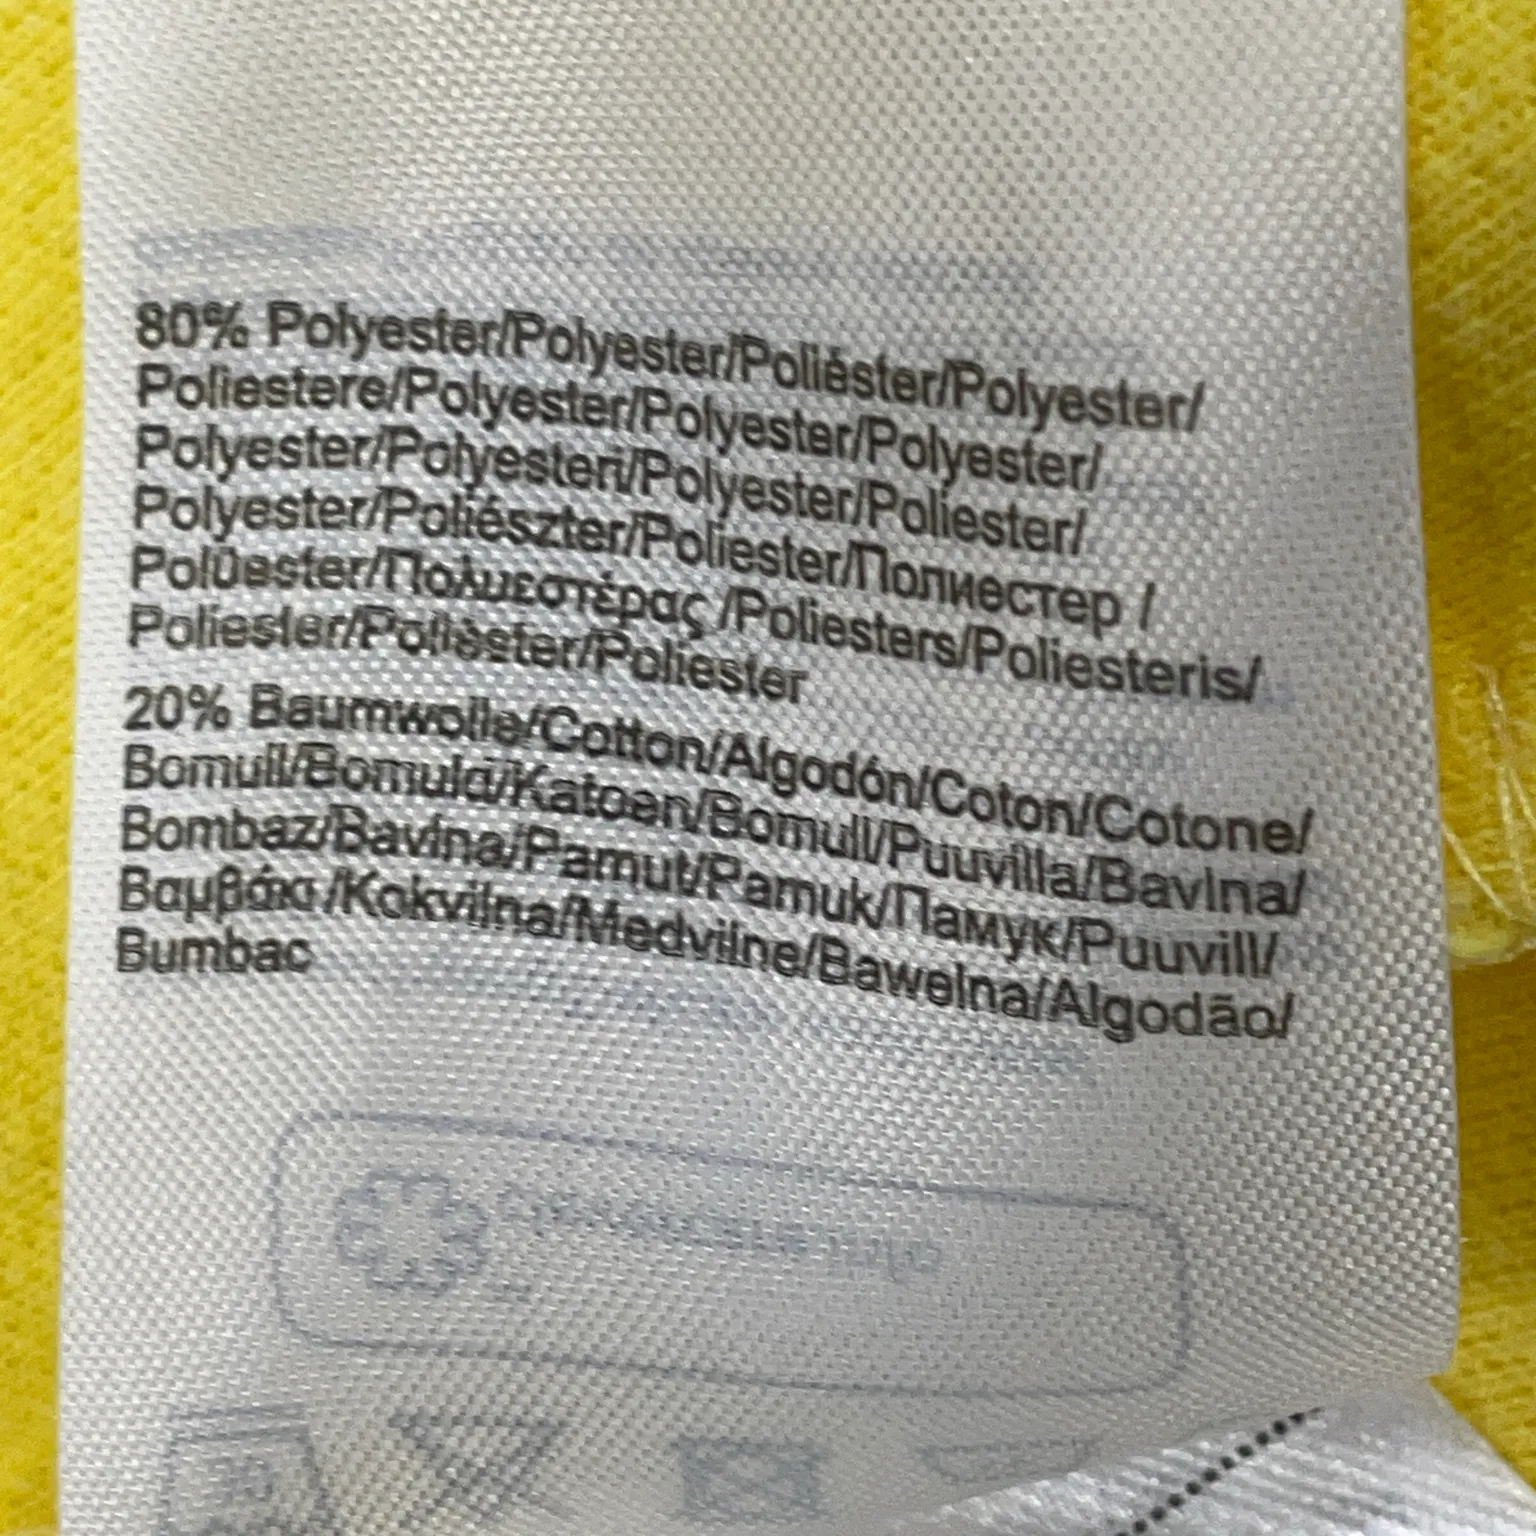 80% Polyester/Polyester/Poliéster/Polyester/
Poliestere/Polyester/Polyester/Polyester/
Polyester/Polyesteri/Polyester/Poliester/
Polyester/Poliészter/Poliester/Полиестер /
Polüester/Πολυεστέρας /Poliesters/Poliesteris/
Poliester/Poliéster/Poliester
20% Baumwolle/Cotton/Algodón/Coton/Cotone/
Bomull/Bomuld/Katoen/Bomull/Puuvilla/Bavlna/
Bombaz/Bavlna/Pamut/Pamuk/Памук/Puuvill/
Βαμβάκι /Kokvilna/Medvilne/Bawelna/Algodão/
Bumbac